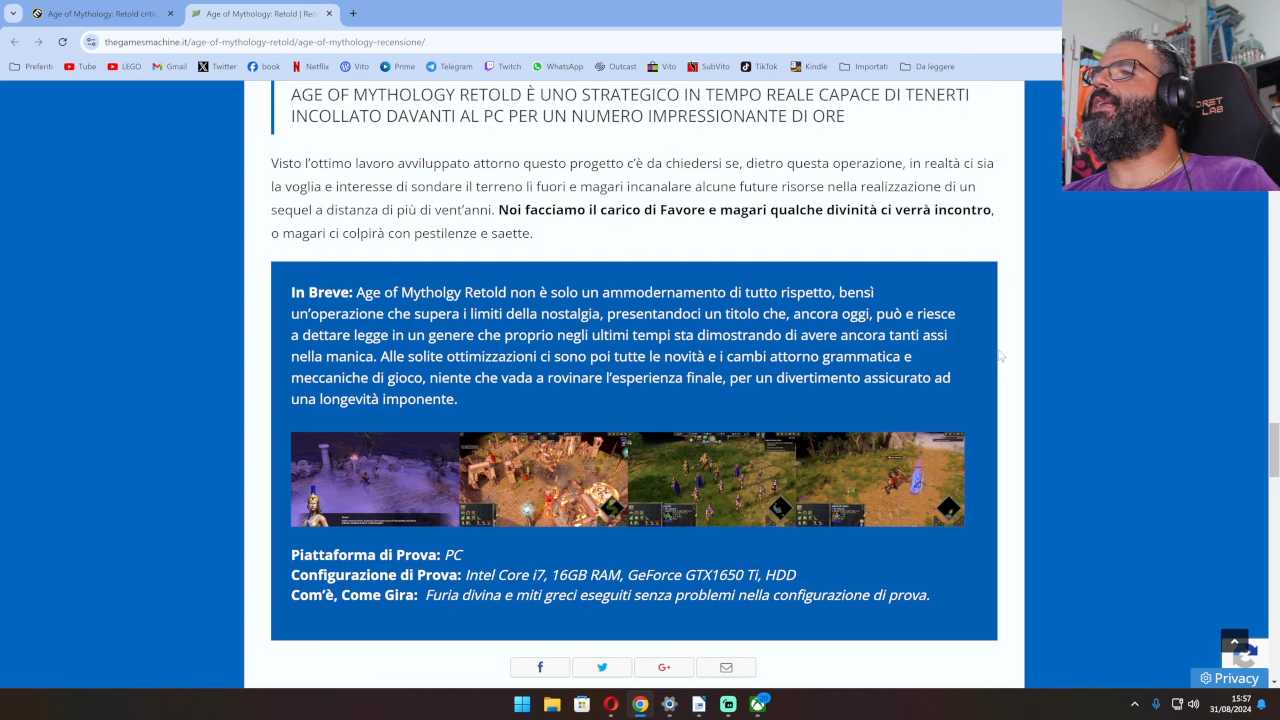 Age of Mythology: Retold critic
Age of Mythology: Retold | Rec
thegamesmachine.it/age-of-mythology-retold/age-of-mythology-recensione/
Preferiti
Tube
LEGO
Gmail
Twitter
book
Netflix
Vito
Prime
Telegram
Twitch
WhatsApp
Outcast
Vito
SubVito
TikTok
Kindle
Importati
Da leggere
AGE OF MYTHOLOGY RETOLD È UNO STRATEGICO IN TEMPO REALE CAPACE DI TENERTI
INCOLLATO DAVANTI AL PC PER UN NUMERO IMPRESSIONANTE DI ORE
Visto l’ottimo lavoro avviluppato attorno questo progetto c’è da chiedersi se, dietro questa operazione, in realtà ci sia
la voglia e interesse di sondare il terreno lì fuori e magari incanalare alcune future risorse nella realizzazione di un
sequel a distanza di più di vent’anni. Noi facciamo il carico di Favore e magari qualche divinità ci verrà incontro,
o magari ci colpirà con pestilenze e saette.
In Breve: Age of Mytholgy Retold non è solo un ammodernamento di tutto rispetto, bensì
un’operazione che supera i limiti della nostalgia, presentandoci un titolo che, ancora oggi, può e riesce
a dettare legge in un genere che proprio negli ultimi tempi sta dimostrando di avere ancora tanti assi
nella manica. Alle solite ottimizzazioni ci sono poi tutte le novità e i cambi attorno grammatica e
meccaniche di gioco, niente che vada a rovinare l’esperienza finale, per un divertimento assicurato ad
una longevità imponente.
Piattaforma di Prova: PC
Configurazione di Prova: Intel Core i7, 16GB RAM, GeForce GTX1650 Ti, HDD
Com’è, Come Gira: Furia divina e miti greci eseguiti senza problemi nella configurazione di prova.
G+
Privacy
15:57
31/08/2024